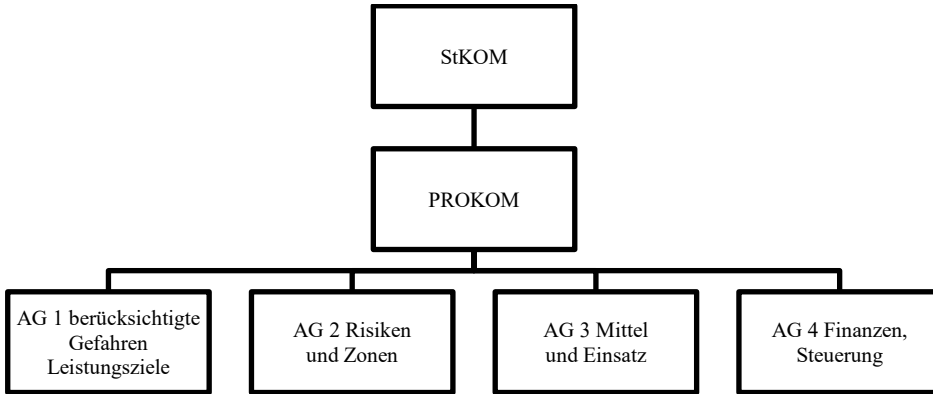 StKOM
PROKOM
AG 1 berücksichtigte
Gefahren
Leistungsziele
AG 2 Risiken
und Zonen
AG 3 Mittel
und Einsatz
AG 4 Finanzen,
Steuerung